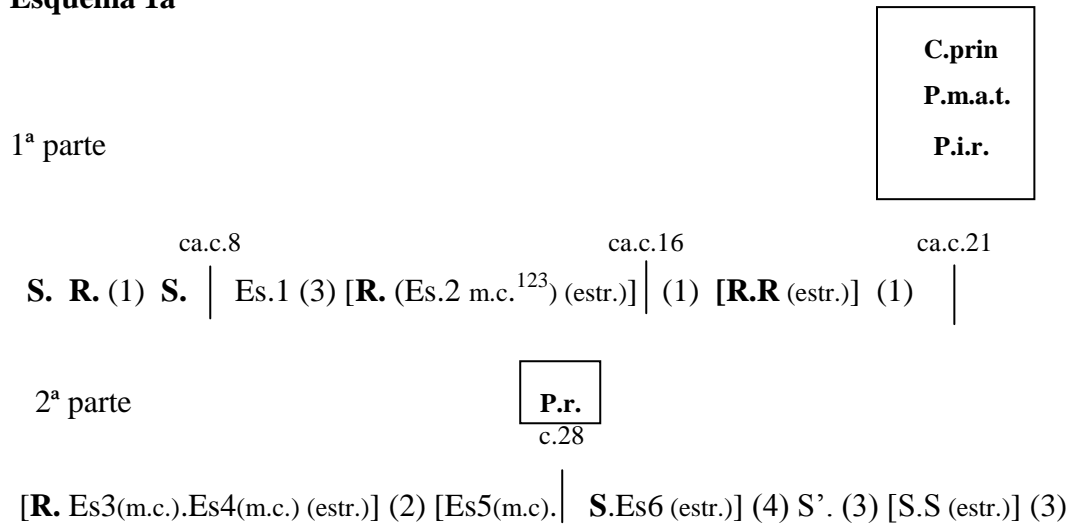 Esquema 1a
C.prin
P.m.a.t.
1ª parte
P.i.r.
ca.c.8
ca.c.16
ca.c.21
S. R. (1) S. | Es.1 (3) [R. (Es.2 m.c.123) (estr.)] | (1) [R.R (estr.)] (1) |
2ª parte
P.r.
c.28
[R. Es3(m.c.).Es4(m.c.) (estr.)] (2) [Es5(m.c). | S.Es6 (estr.)] (4) S’. (3) [S.S (estr.)] (3)